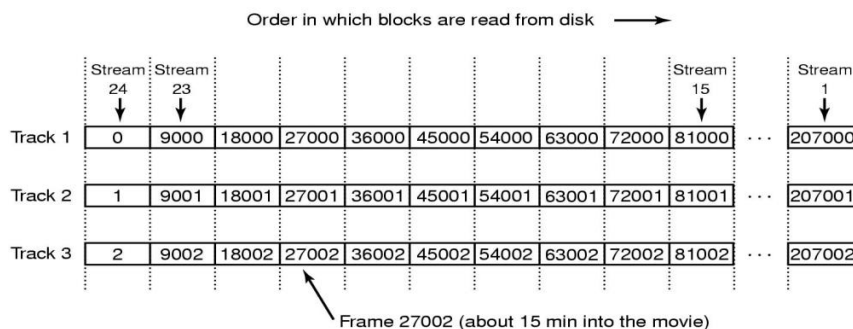 Order in which blocks are read from disk
Stream 24 Stream 23 Stream 15 Stream 1
Track 1 0 9000 18000 27000 36000 45000 54000 63000 72000 81000 ··· 207000
Track 2 1 9001 18001 27001 36001 45001 54001 63001 72001 81001 ··· 207001
Track 3 2 9002 18002 27002 36002 45002 54002 63002 72002 81002 ··· 207002
Frame 27002 (about 15 min into the movie)